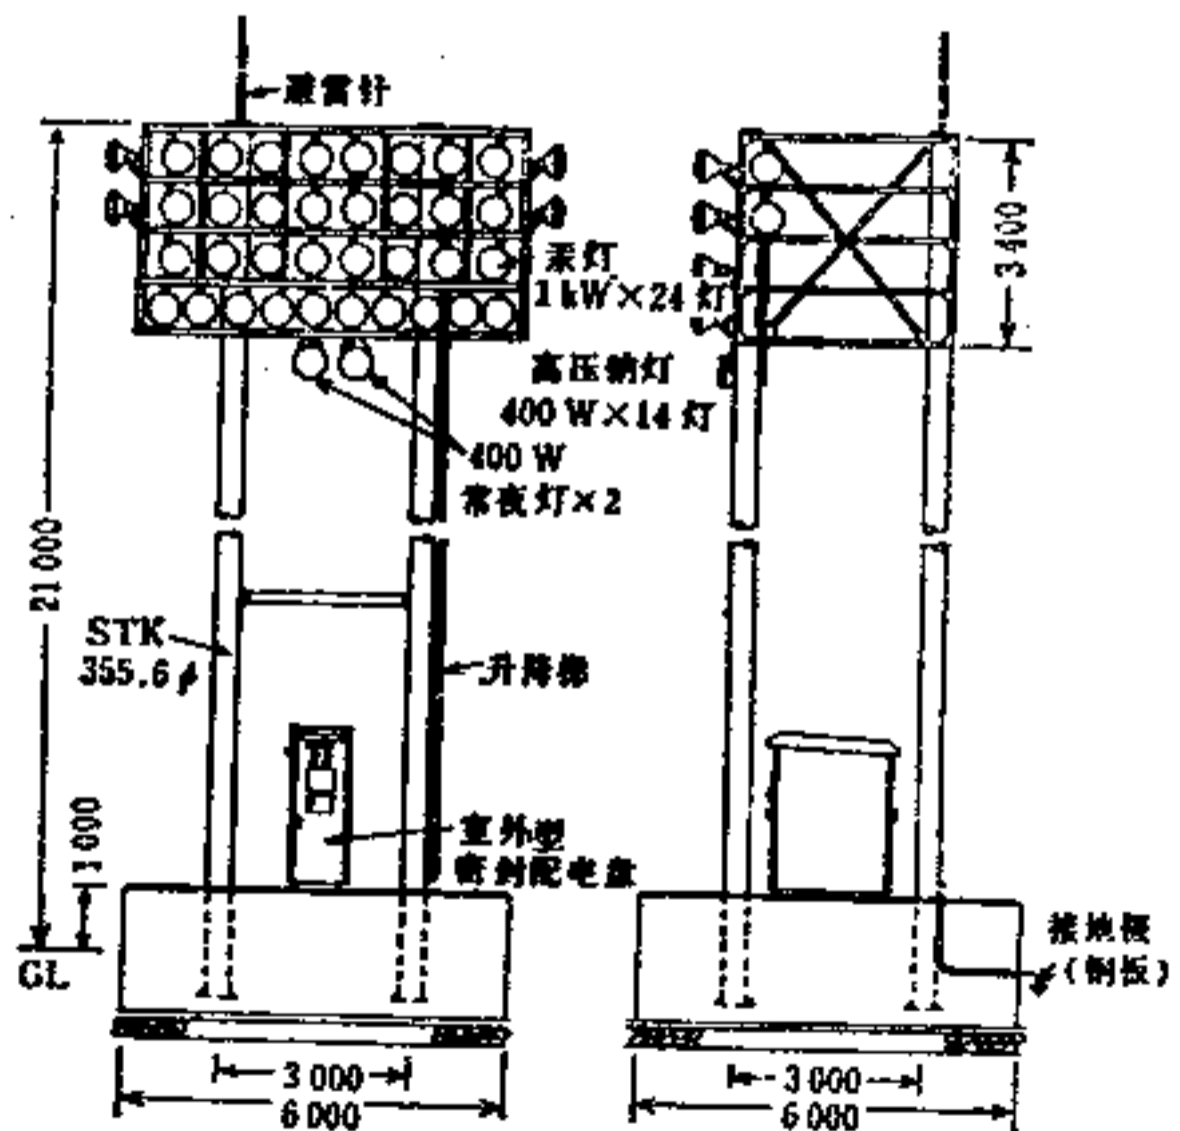 避雷针
汞灯
1 kW×24 灯
高压钠灯
400 W×14 灯
400 W
常夜灯×2
21 000
3 400
STK
355.6 φ
升降梯
1 000
室外型
密封配电盘
GL
接地极
(铜板)
3 000
6 000
3 000
6 000